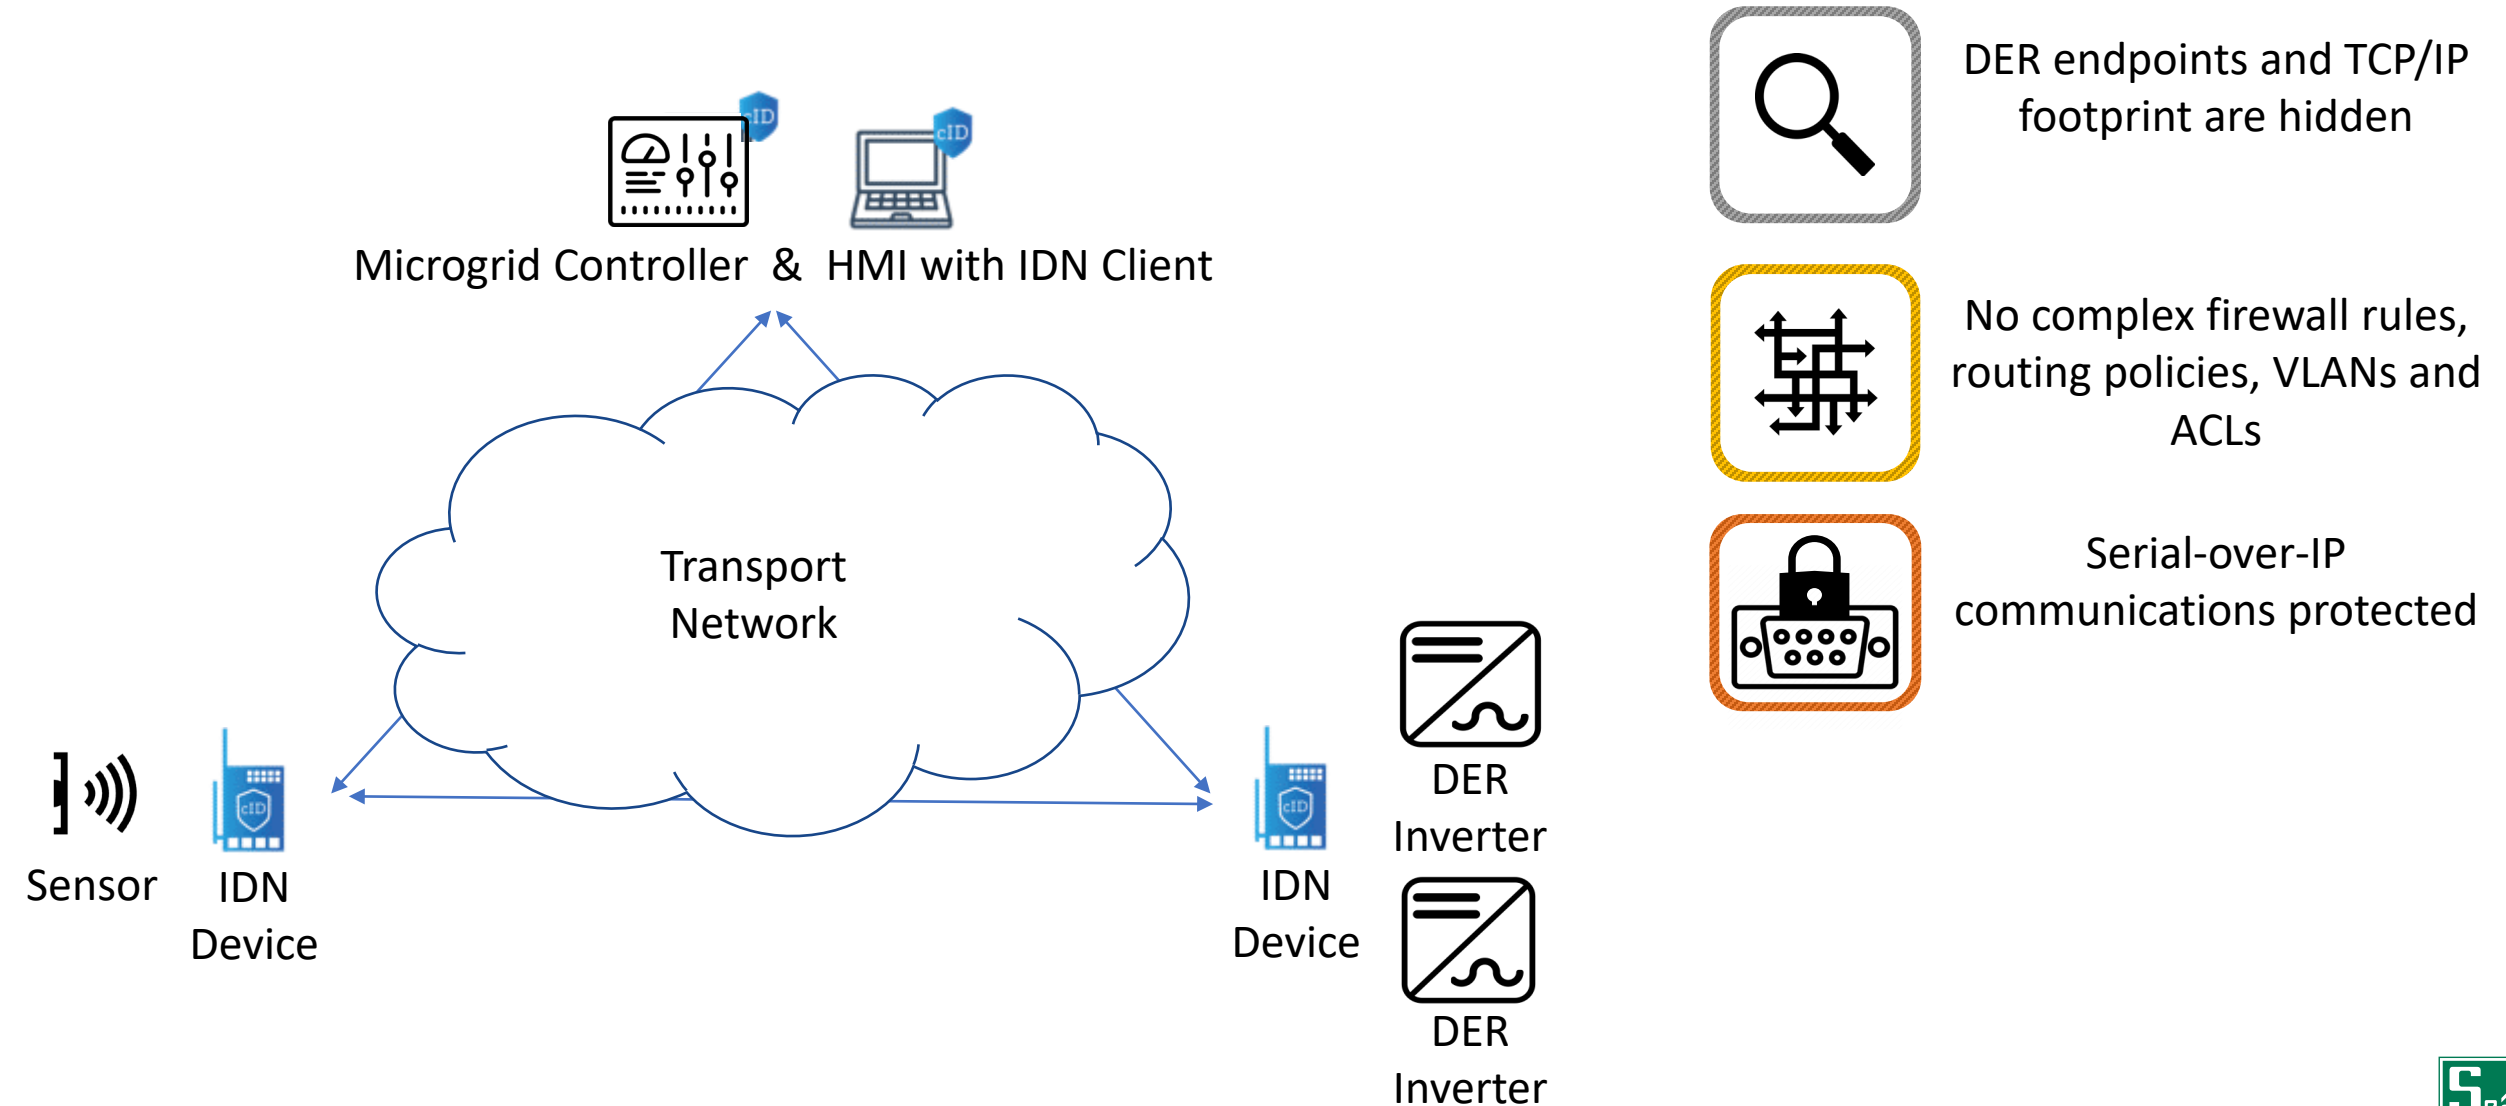 cID
cID
Microgrid Controller & HMI with IDN Client
Transport
Network
cID
cID
Sensor
IDN
Device
IDN
Device
DER
Inverter
DER
Inverter
DER endpoints and TCP/IP
footprint are hidden
No complex firewall rules,
routing policies, VLANs and
ACLs
Serial-over-IP
communications protected